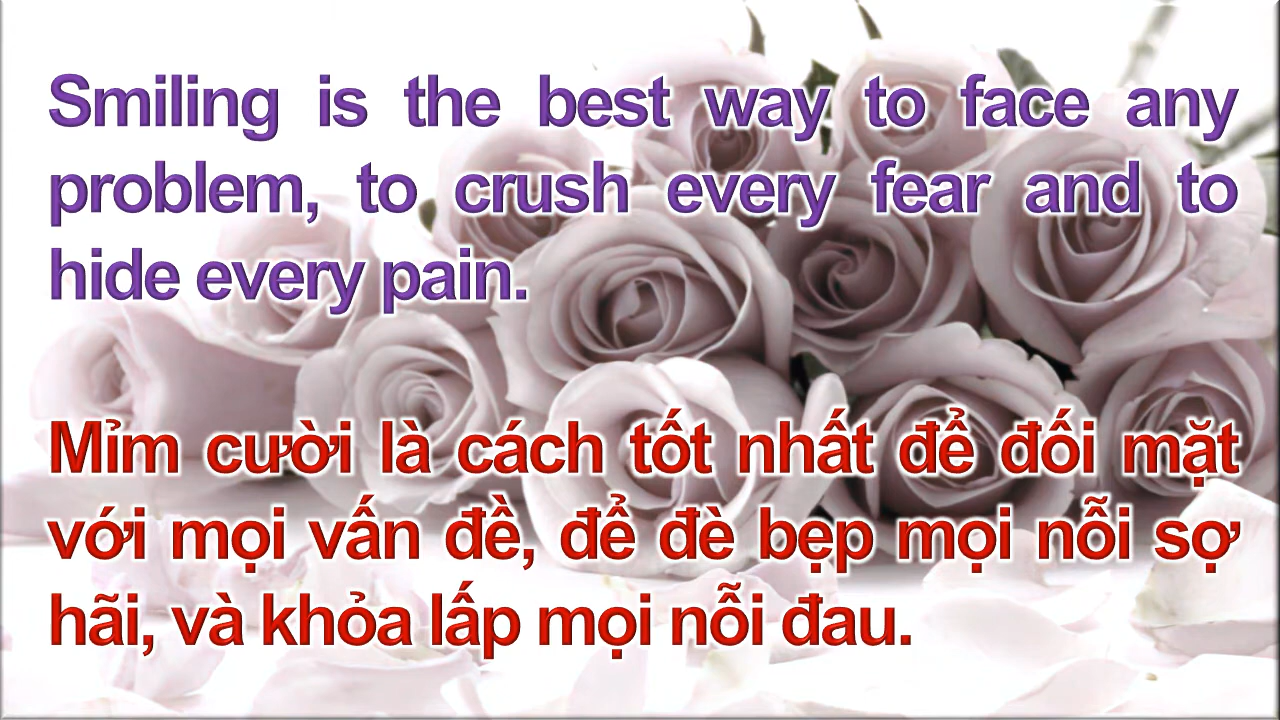 Smiling is the best way to face any
problem, to crush every fear and to
hide every pain.
Mỉm cười là cách tốt nhất để đối mặt
với mọi vấn đề, để đè bẹp mọi nỗi sợ
hãi, và khỏa lấp mọi nỗi đau.